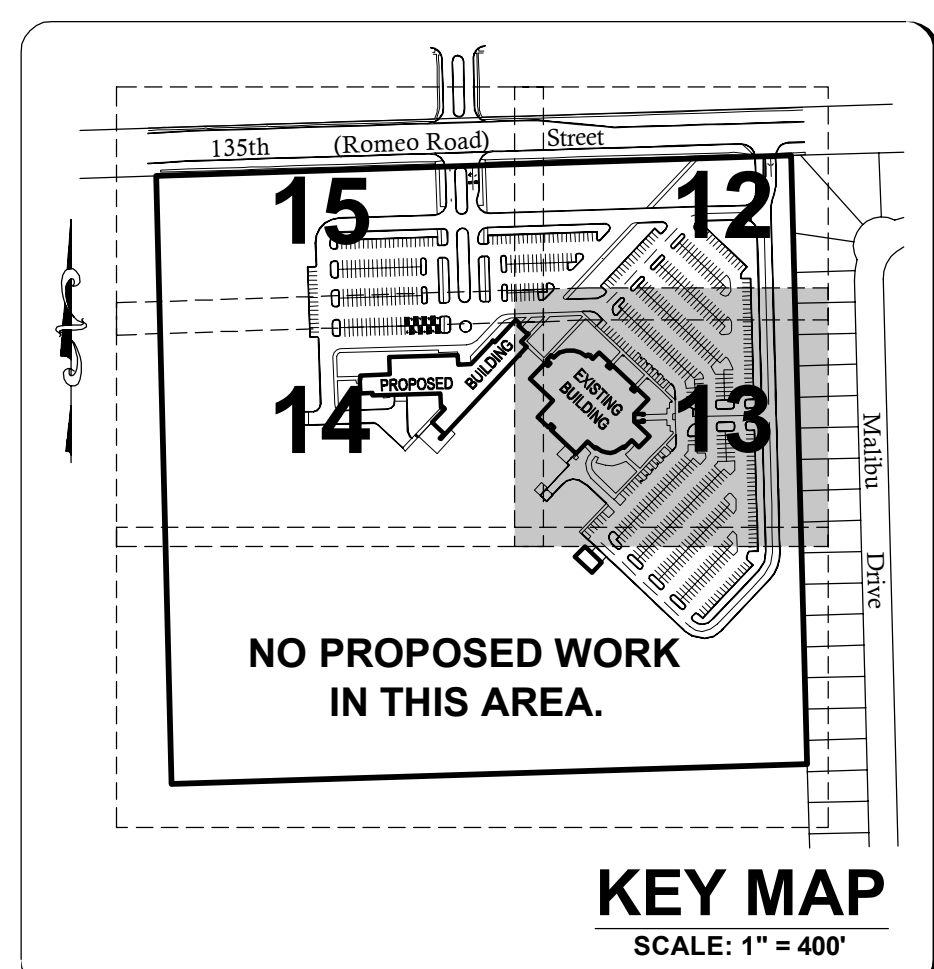 135th (Romeo Road) Street
15
12
PROPOSED BUILDING
EXISTING
BUILDING
14
13
Malibu Drive
NO PROPOSED WORK
IN THIS AREA.
KEY MAP
SCALE: 1" = 400'